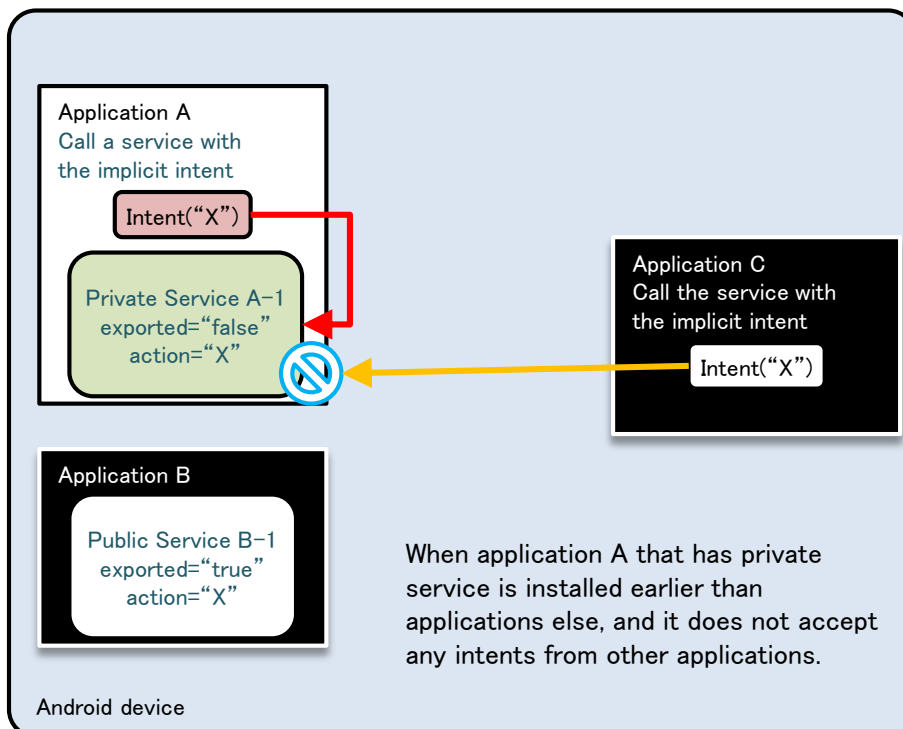 Application A
Call a service with
the implicit intent
Intent(“X”)
Private Service A-1
exported=“false”
action=“X”
Application C
Call the service with
the implicit intent
Intent(“X”)
Application B
Public Service B-1
exported=“true”
action=“X”
When application A that has private
service is installed earlier than
applications else, and it does not accept
any intents from other applications.
Android device